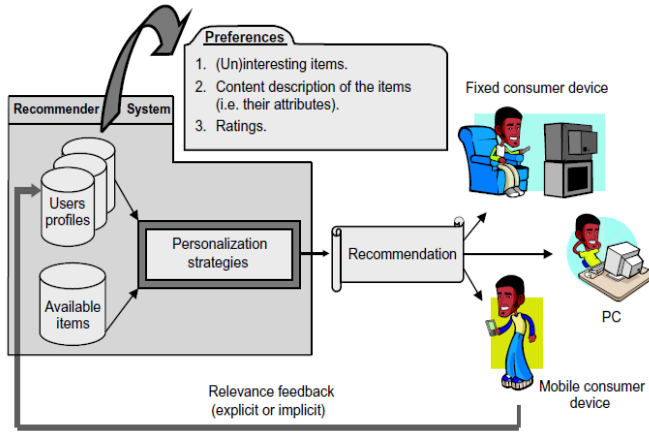 Preferences
1. (Un)interesting items.
2. Content description of the items
(i.e. their attributes).
3. Ratings.
Recommender System
Users
profiles
Available
items
Personalization
strategies
Recommendation
Fixed consumer device
PC
Mobile consumer
device
Relevance feedback
(explicit or implicit)